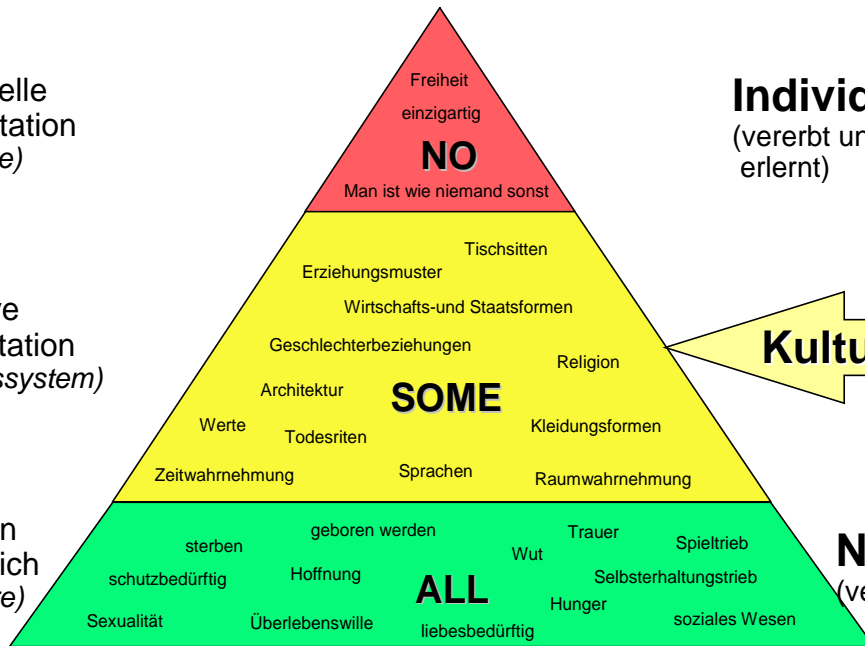 Freiheit
einzigartig
NO
Man ist wie niemand sonst
elle
tation
e)
Individ
(vererbt un
erlernt)
Tischsitten
Erziehungsmuster
Wirtschafts-und Staatsformen
Geschlechterbeziehungen
Religion
Architektur
SOME
Werte
Todesriten
Kleidungsformen
Zeitwahrnehmung
Sprachen
Raumwahrnehmung
ve
tation
ssystem)
Kultu
geboren werden
Trauer
sterben
Wut
Spieltrieb
schutzbedürftig
Hoffnung
ALL
Selbsterhaltungstrieb
Hunger
Sexualität
Überlebenswille
liebesbedürftig
soziales Wesen
n
ich
re)
N
(ve